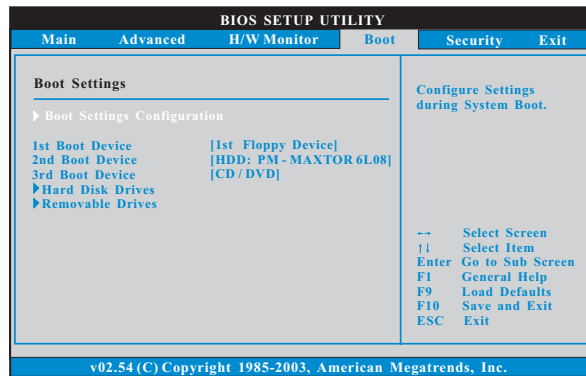 BIOS SETUP UTILITY
Main Advanced H/W Monitor Boot Security Exit
Boot Settings
Boot Settings Configuration
1st Boot Device [1st Floppy Device]
2nd Boot Device [HDD: PM - MAXTOR 6L08]
3rd Boot Device [CD / DVD]
Hard Disk Drives
Removable Drives
Configure Settings
during System Boot.
↔ Select Screen
↑↓ Select Item
Enter Go to Sub Screen
F1 General Help
F9 Load Defaults
F10 Save and Exit
ESC Exit
v02.54 (C) Copyright 1985-2003, American Megatrends, Inc.